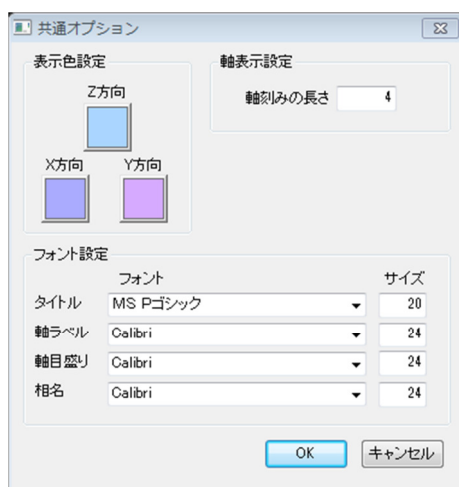 共通オプション
表示色設定
Z方向
X方向
Y方向
軸表示設定
軸刻みの長さ 4
フォント設定
フォント サイズ
タイトル MS Pゴシック 20
軸ラベル Calibri 24
軸目盛り Calibri 24
相名 Calibri 24
OK キャンセル